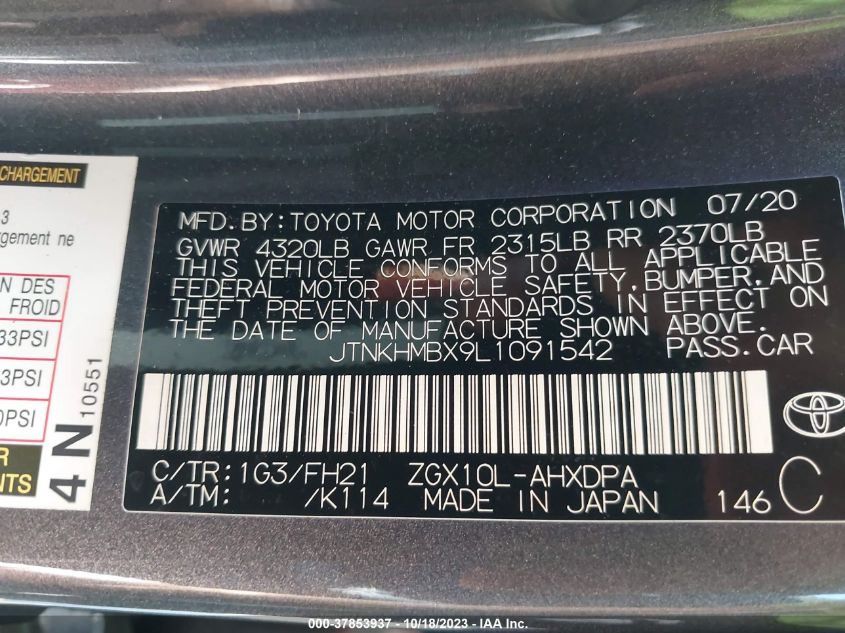 CHARGEMENT
3
rgement ne
N DES
FROID
33PSI
3PSI
0PSI
R
NTS
4N
10551
MFD.BY:TOYOTA MOTOR CORPORATION 07/20
GVWR 4320LB GAWR FR 2315LB RR 2370LB
THIS VEHICLE CONFORMS TO ALL APPLICABLE
FEDERAL MOTOR VEHICLE SAFETY,BUMPER,AND
THEFT PREVENTION STANDARDS IN EFFECT ON
THE DATE OF MANUFACTURE SHOWN ABOVE.
JTNKHMBX9L1091542 PASS.CAR
C/TR:1G3/FH21 ZGX10L-AHXDPA
A/TM: /K114 MADE IN JAPAN 146 C
000-37853937 - 10/18/2023 - IAA Inc.